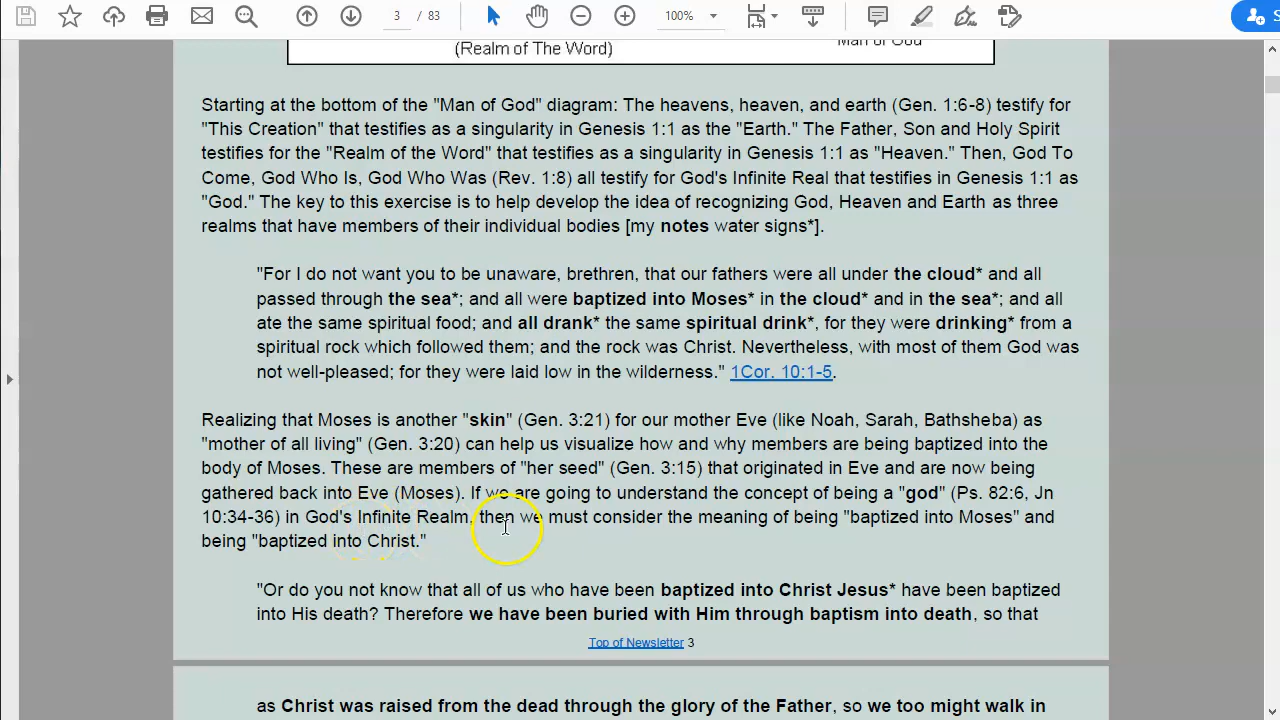 3 / 83
100%
S
(Realm of The Word)
Man of God
Starting at the bottom of the "Man of God" diagram: The heavens, heaven, and earth (Gen. 1:6-8) testify for
"This Creation" that testifies as a singularity in Genesis 1:1 as the "Earth." The Father, Son and Holy Spirit
testifies for the "Realm of the Word" that testifies as a singularity in Genesis 1:1 as "Heaven." Then, God To
Come, God Who Is, God Who Was (Rev. 1:8) all testify for God's Infinite Real that testifies in Genesis 1:1 as
"God." The key to this exercise is to help develop the idea of recognizing God, Heaven and Earth as three
realms that have members of their individual bodies [my notes water signs*].
"For I do not want you to be unaware, brethren, that our fathers were all under the cloud* and all
passed through the sea*; and all were baptized into Moses* in the cloud* and in the sea*; and all
ate the same spiritual food; and all drank* the same spiritual drink*, for they were drinking* from a
spiritual rock which followed them; and the rock was Christ. Nevertheless, with most of them God was
not well-pleased; for they were laid low in the wilderness." 1Cor. 10:1-5.
Realizing that Moses is another "skin" (Gen. 3:21) for our mother Eve (like Noah, Sarah, Bathsheba) as
"mother of all living" (Gen. 3:20) can help us visualize how and why members are being baptized into the
body of Moses. These are members of "her seed" (Gen. 3:15) that originated in Eve and are now being
gathered back into Eve (Moses). If we are going to understand the concept of being a "god" (Ps. 82:6, Jn
10:34-36) in God's Infinite Realm, then we must consider the meaning of being "baptized into Moses" and
being "baptized into Christ."
"Or do you not know that all of us who have been baptized into Christ Jesus* have been baptized
into His death? Therefore we have been buried with Him through baptism into death, so that
Top of Newsletter 3
as Christ was raised from the dead through the glory of the Father, so we too might walk in